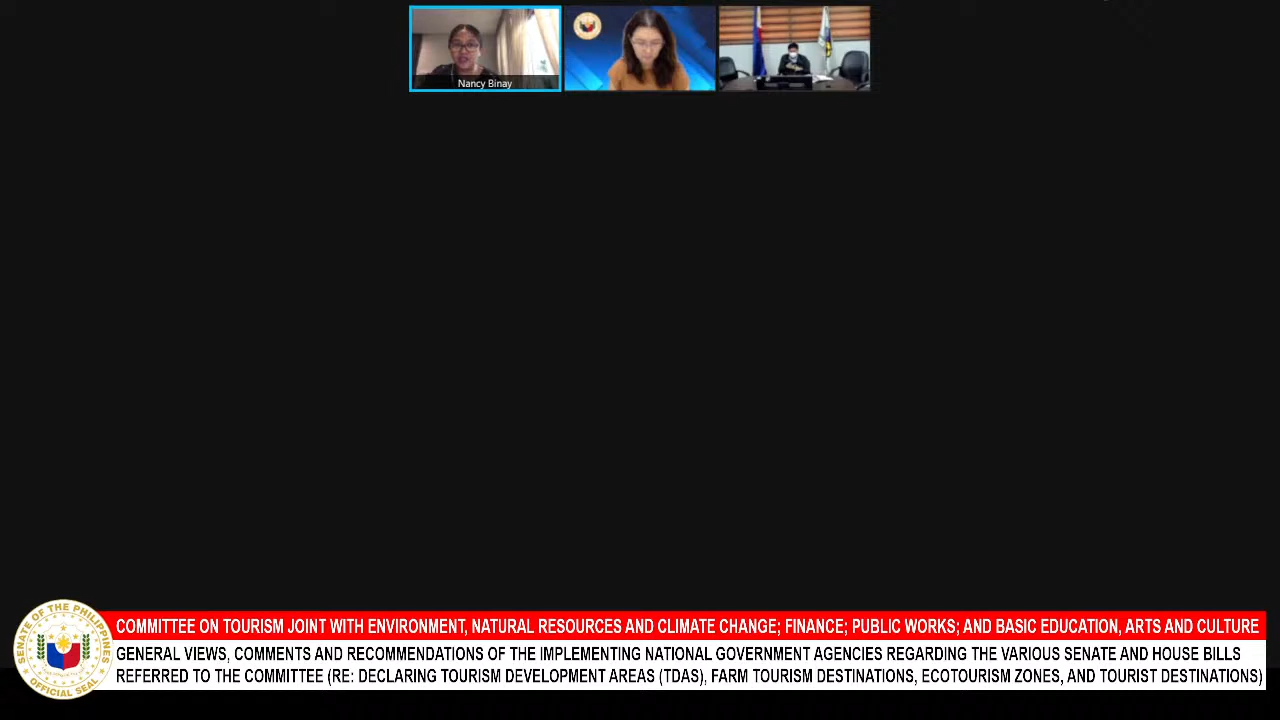 Nancy Binay
SENATE OF THE PHILIPPINES
OFFICIAL SEAL
COMMITTEE ON TOURISM JOINT WITH ENVIRONMENT, NATURAL RESOURCES AND CLIMATE CHANGE; FINANCE; PUBLIC WORKS; AND BASIC EDUCATION, ARTS AND CULTURE
GENERAL VIEWS, COMMENTS AND RECOMMENDATIONS OF THE IMPLEMENTING NATIONAL GOVERNMENT AGENCIES REGARDING THE VARIOUS SENATE AND HOUSE BILLS
REFERRED TO THE COMMITTEE (RE: DECLARING TOURISM DEVELOPMENT AREAS (TDAS), FARM TOURISM DESTINATIONS, ECOTOURISM ZONES, AND TOURIST DESTINATIONS)